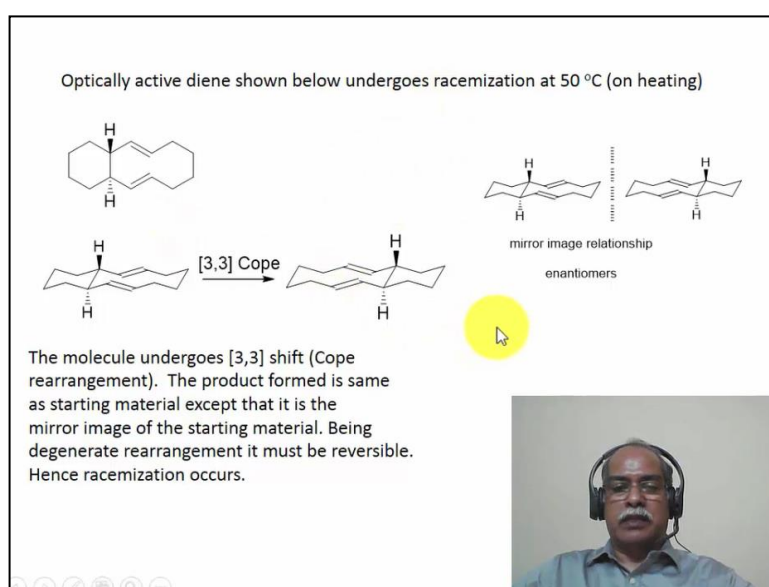 Optically active diene shown below undergoes racemization at 50 °C (on heating)
H
H
H
H
[3,3] Cope
H
H
H
H
H
H
mirror image relationship
enantiomers
The molecule undergoes [3,3] shift (Cope
rearrangement). The product formed is same
as starting material except that it is the
mirror image of the starting material. Being
degenerate rearrangement it must be reversible.
Hence racemization occurs.